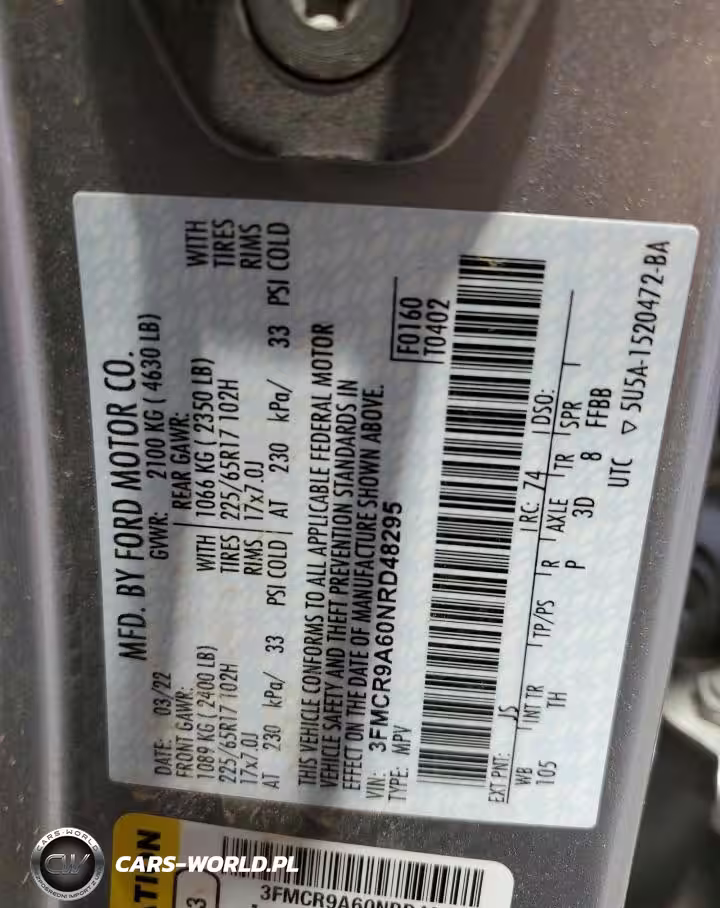 MFD. BY FORD MOTOR CO.
DATE: 03/22 GVWR: 2100 KG ( 4630 LB)
FRONT GAWR: REAR GAWR:
1089 KG ( 2400 LB) WITH 1066 KG ( 2350 LB) WITH
225/65R17 102H TIRES 225/65R17 102H TIRES
17x7.0J RIMS 17x7.0J RIMS
AT 230 kPa/ 33 PSI COLD AT 230 kPa/ 33 PSI COLD
THIS VEHICLE CONFORMS TO ALL APPLICABLE FEDERAL MOTOR
VEHICLE SAFETY AND THEFT PREVENTION STANDARDS IN
EFFECT ON THE DATE OF MANUFACTURE SHOWN ABOVE.
VIN: 3FMCR9A60NRD48295 F0160
TYPE: MPV T0402
EXT PNT: JS RC: 74 DSO:
WB INT TR TP/PS R AXLE TR SPR
105 TH P 3D 8 FFBB
UTC ▽ 5U5A-1520472-BA
3FMCR9A60NRD
CARS-WORLD.PL
CARS-WORLD
CW